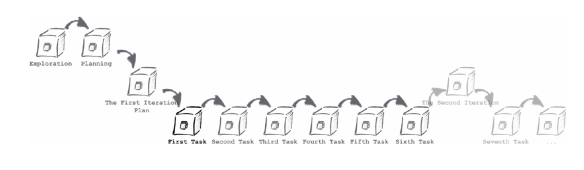 Exploration Planning
The First Iteration The Second Iteration
Plan
First Task Second Task Third Task Fourth Task Fifth Task Sixth Task Seventh Task ...